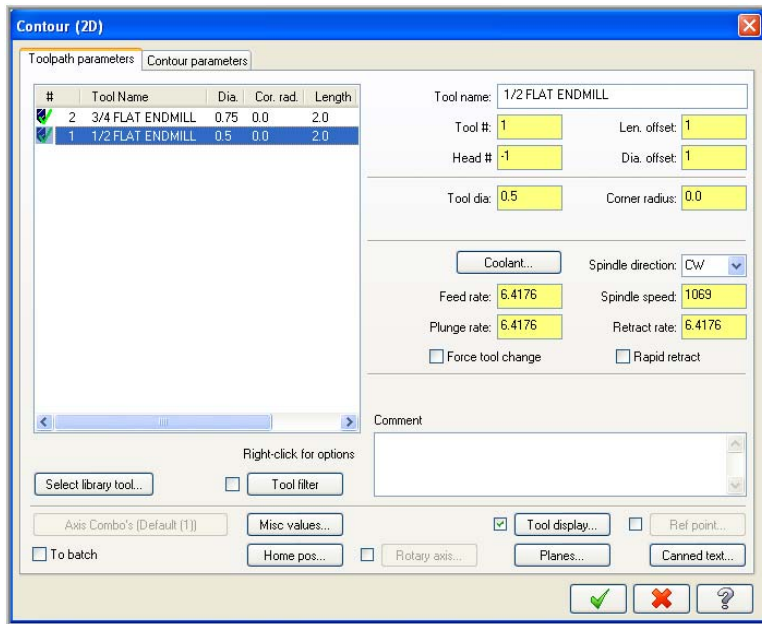 Contour (2D)
Toolpath parameters Contour parameters
# Tool Name Dia. Cor. rad. Length
2 3/4 FLAT ENDMILL 0.75 0.0 2.0
1 1/2 FLAT ENDMILL 0.5 0.0 2.0
Tool name: 1/2 FLAT ENDMILL
Tool #: 1 Len. offset: 1
Head # -1 Dia. offset: 1
Tool dia: 0.5 Corner radius: 0.0
Coolant... Spindle direction: CW
Feed rate: 6.4176 Spindle speed: 1069
Plunge rate: 6.4176 Retract rate: 6.4176
Force tool change Rapid retract
Comment
Right-click for options
Select library tool... Tool filter
Axis Combo's (Default (1)) Misc values... Tool display... Ref point...
To batch Home pos... Rotary axis... Planes... Canned text...